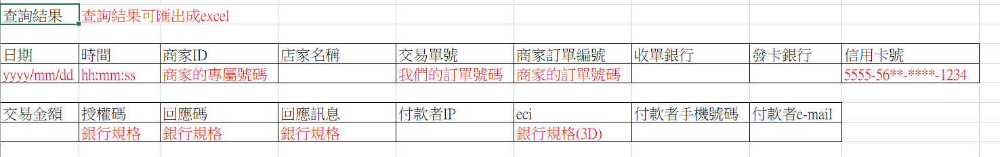 查詢結果 查詢結果可匯出成excel
日期 時間 商家ID 店家名稱 交易單號 商家訂單編號 收單銀行 發卡銀行 信用卡號
yyyy/mm/dd hh:mm:ss 商家的專屬號碼 我們的訂單號碼 商家的訂單號碼 5555-56**-****-1234
交易金額 授權碼 回應碼 回應訊息 付款者IP eci 付款者手機號碼 付款者e-mail
銀行規格 銀行規格 銀行規格 銀行規格(3D)